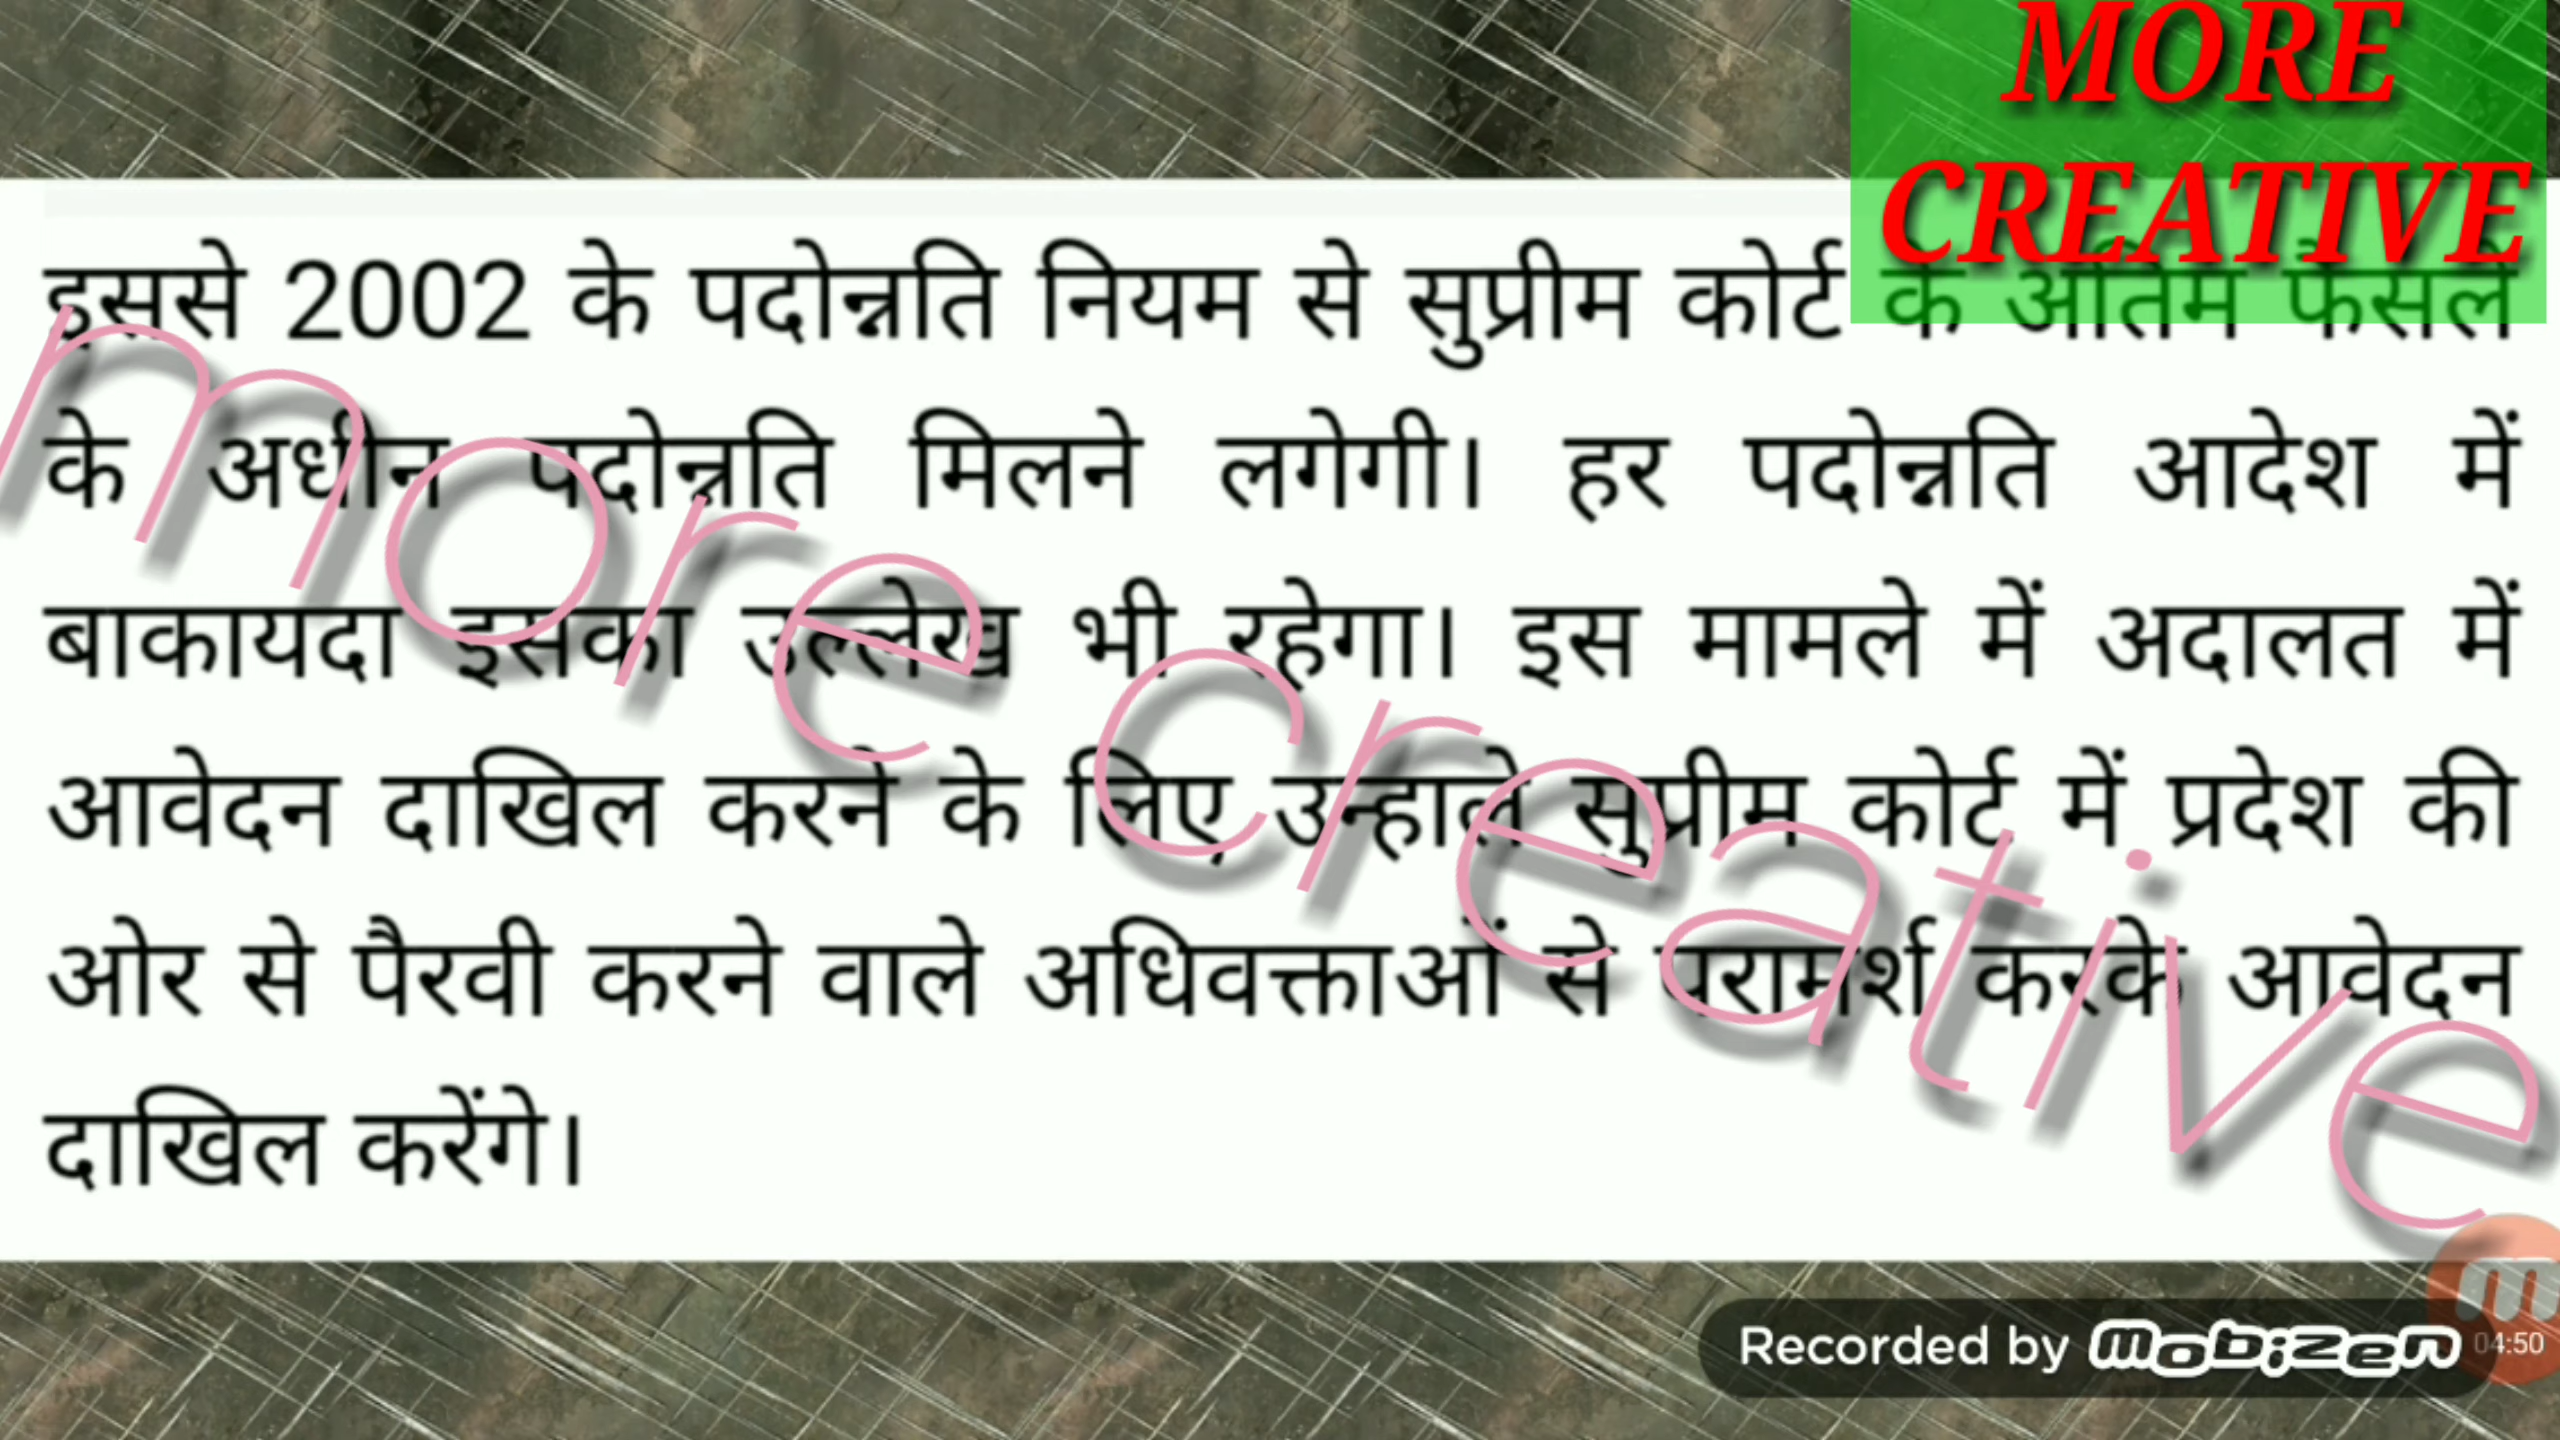 MORE
CREATIVE
इससे 2002 के पदोन्नति नियम से सुप्रीम कोर्ट के अंतिम फैसले
के अधीन पदोन्नति मिलने लगेगी। हर पदोन्नति आदेश में
बाकायदा इसका उल्लेख भी रहेगा। इस मामले में अदालत में
आवेदन दाखिल करने के लिए उन्हाले सुप्रीम कोर्ट में प्रदेश की
ओर से पैरवी करने वाले अधिवक्ताओं से परामर्श करके आवेदन
दाखिल करेंगे।
more creative
Recorded by mobizen 04:50